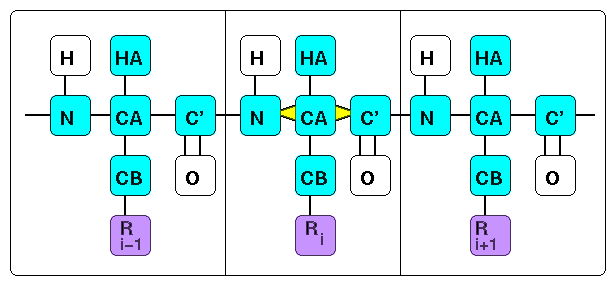 H HA H HA H HA
N CA C' N CA C' N CA C'
CB O CB O CB O
R R i R
i−1 i+1